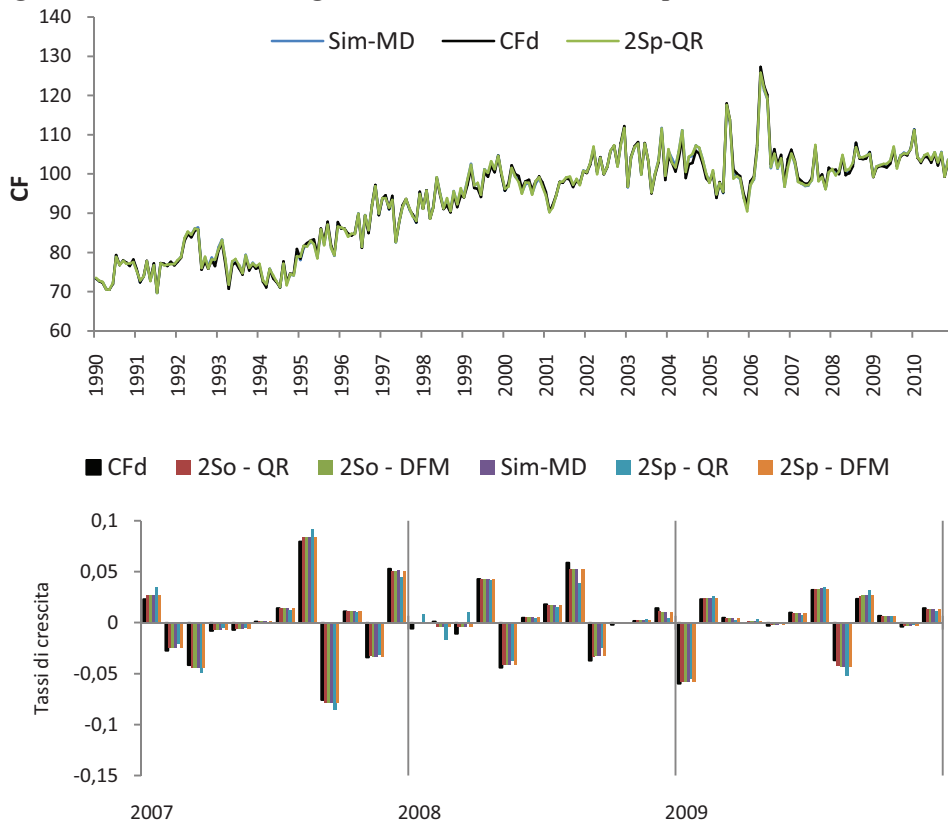 140
130
120
110
100
90
80
70
60
CF
Sim-MD CFd 2Sp-QR
1990 1991 1992 1993 1994 1995 1996 1997 1998 1999 2000 2001 2002 2003 2004 2005 2006 2007 2008 2009 2010
CFd 2So - QR 2So - DFM Sim-MD 2Sp - QR 2Sp - DFM
0,1
0,05
0
-0,05
-0,1
-0,15
Tassi di crescita
2007 2008 2009